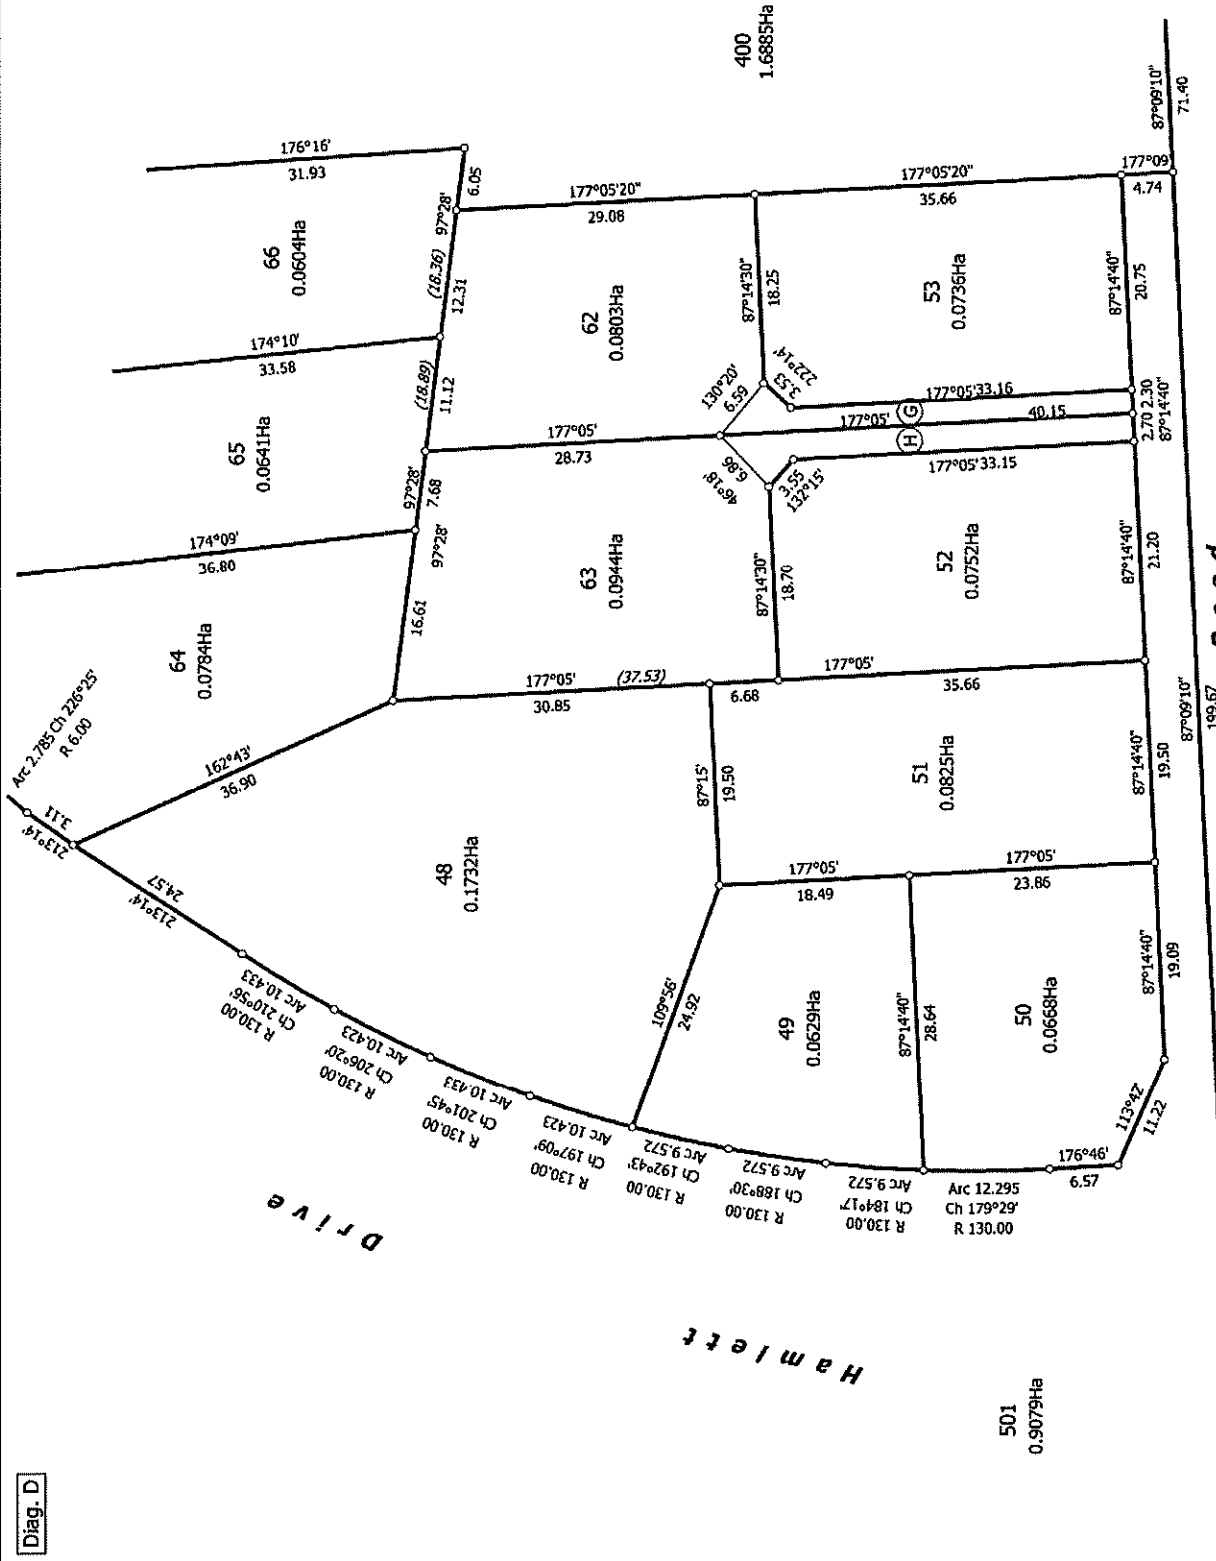 Diag. D
400
1.6885Ha
176°16'
31.93
66
0.0604Ha
174°10'
33.58
65
0.0641Ha
174°09'
36.80
64
0.0784Ha
Arc 2.785 Ch 226°25'
R 6.00
3.11
213°14'
6.05
97°28'
(18.36)
12.31
(18.89)
11.12
97°28'
7.68
97°28'
16.61
162°43'
36.90
24.57
213°14'
177°05'20"
29.08
62
0.0803Ha
177°05'
28.73
63
0.0944Ha
177°05'
(37.53)
30.85
6.68
48
0.1732Ha
Arc 10.433
Ch 210°56'
R 130.00
Arc 10.423
Ch 206°20'
R 130.00
Arc 10.433
Ch 201°45'
R 130.00
Arc 10.423
Ch 197°09'
R 130.00
Arc 9.572
Ch 192°43'
R 130.00
Arc 9.572
Ch 188°30'
R 130.00
Arc 9.572
Ch 184°17'
R 130.00
Arc 12.295
Ch 179°29'
R 130.00
87°14'30"
18.25
130°20'
6.59
222°14'
3.53
46°18'
6.86
3.55
132°15'
87°14'30"
18.70
87°15'
19.50
109°56'
24.92
177°05'20"
35.66
53
0.0736Ha
177°05'
33.16
G
177°05'
40.15
H
177°05'
33.15
52
0.0752Ha
177°05'
35.66
51
0.0825Ha
177°05'
18.49
177°05'
23.86
49
0.0629Ha
87°14'40"
28.64
50
0.0668Ha
176°46'
6.57
113°42'
11.22
87°14'40"
19.09
87°14'40"
19.50
87°14'40"
21.20
2.70
2.30
87°14'40"
87°14'40"
20.75
177°09'
4.74
87°09'10"
71.40
87°09'10"
199.67
Hamlett
Drive
501
0.9079Ha